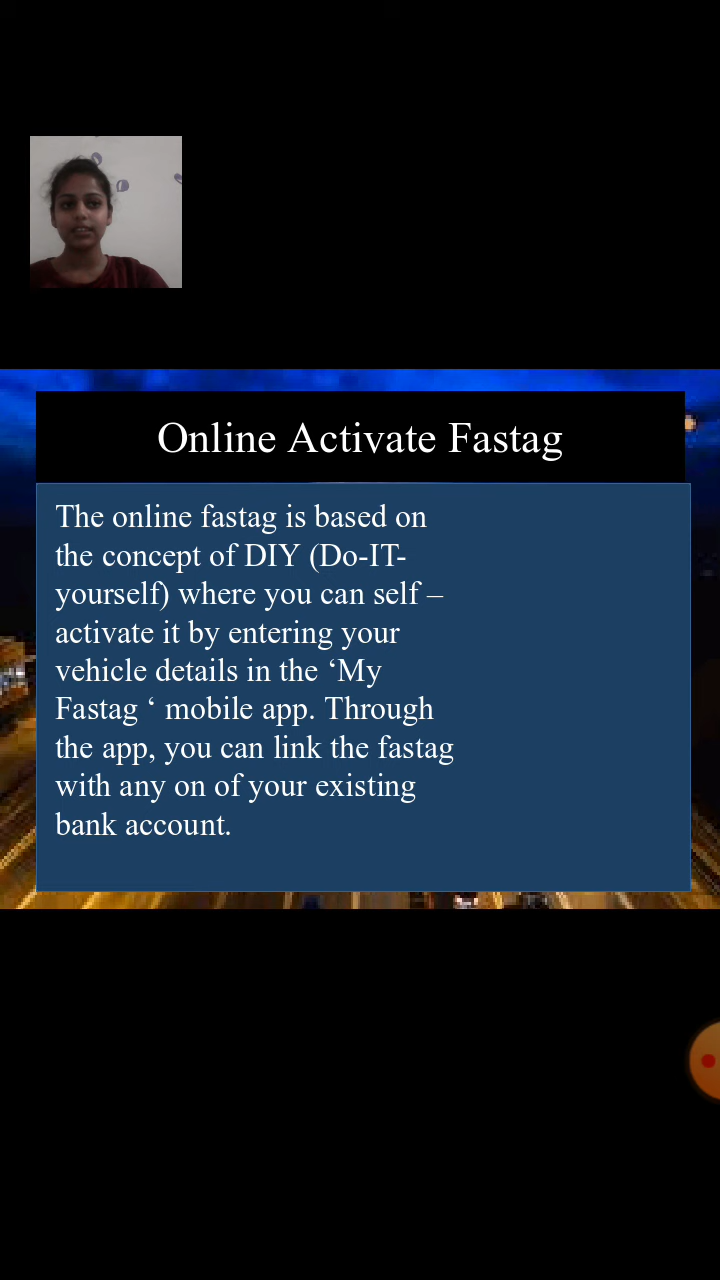 Online Activate Fastag
The online fastag is based on
the concept of DIY (Do-IT-
yourself) where you can self –
activate it by entering your
vehicle details in the ‘My
Fastag ‘ mobile app. Through
the app, you can link the fastag
with any on of your existing
bank account.